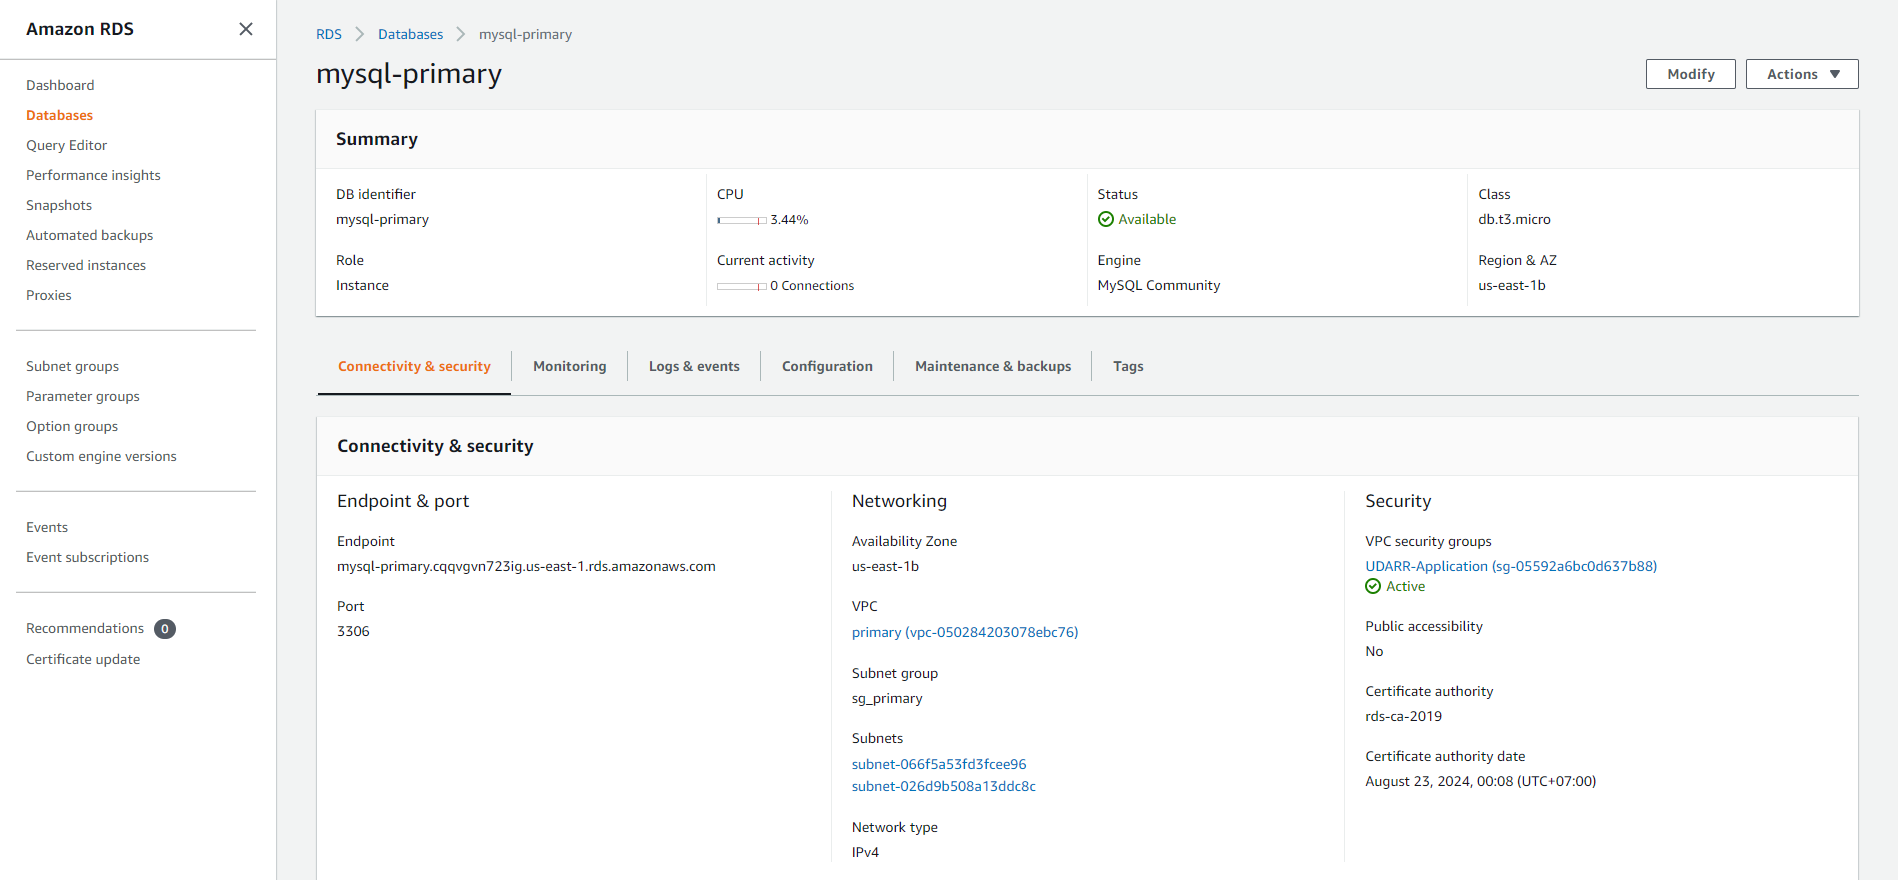 Amazon RDS
Dashboard
Databases
Query Editor
Performance insights
Snapshots
Automated backups
Reserved instances
Proxies
Subnet groups
Parameter groups
Option groups
Custom engine versions
Events
Event subscriptions
Recommendations 0
Certificate update
RDS Databases mysql-primary
mysql-primary
Modify
Actions
Summary
DB identifier
mysql-primary
Role
Instance
CPU
3.44%
Current activity
0 Connections
Status
Available
Engine
MySQL Community
Class
db.t3.micro
Region & AZ
us-east-1b
Connectivity & security
Monitoring
Logs & events
Configuration
Maintenance & backups
Tags
Connectivity & security
Endpoint & port
Endpoint
mysql-primary.cqqvgvn723ig.us-east-1.rds.amazonaws.com
Port
3306
Networking
Availability Zone
us-east-1b
VPC
primary (vpc-050284203078ebc76)
Subnet group
sg_primary
Subnets
subnet-066f5a53fd3fcee96
subnet-026d9b508a13ddc8c
Network type
IPv4
Security
VPC security groups
UDARR-Application (sg-05592a6bc0d637b88)
Active
Public accessibility
No
Certificate authority
rds-ca-2019
Certificate authority date
August 23, 2024, 00:08 (UTC+07:00)